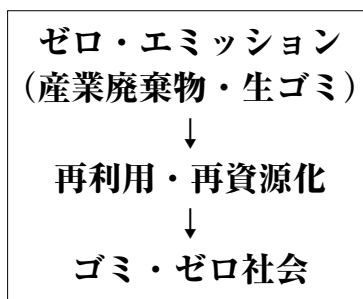 ゼロ・エミッション
（産業廃棄物・生ゴミ）
↓
再利用・再資源化
↓
ゴミ・ゼロ社会